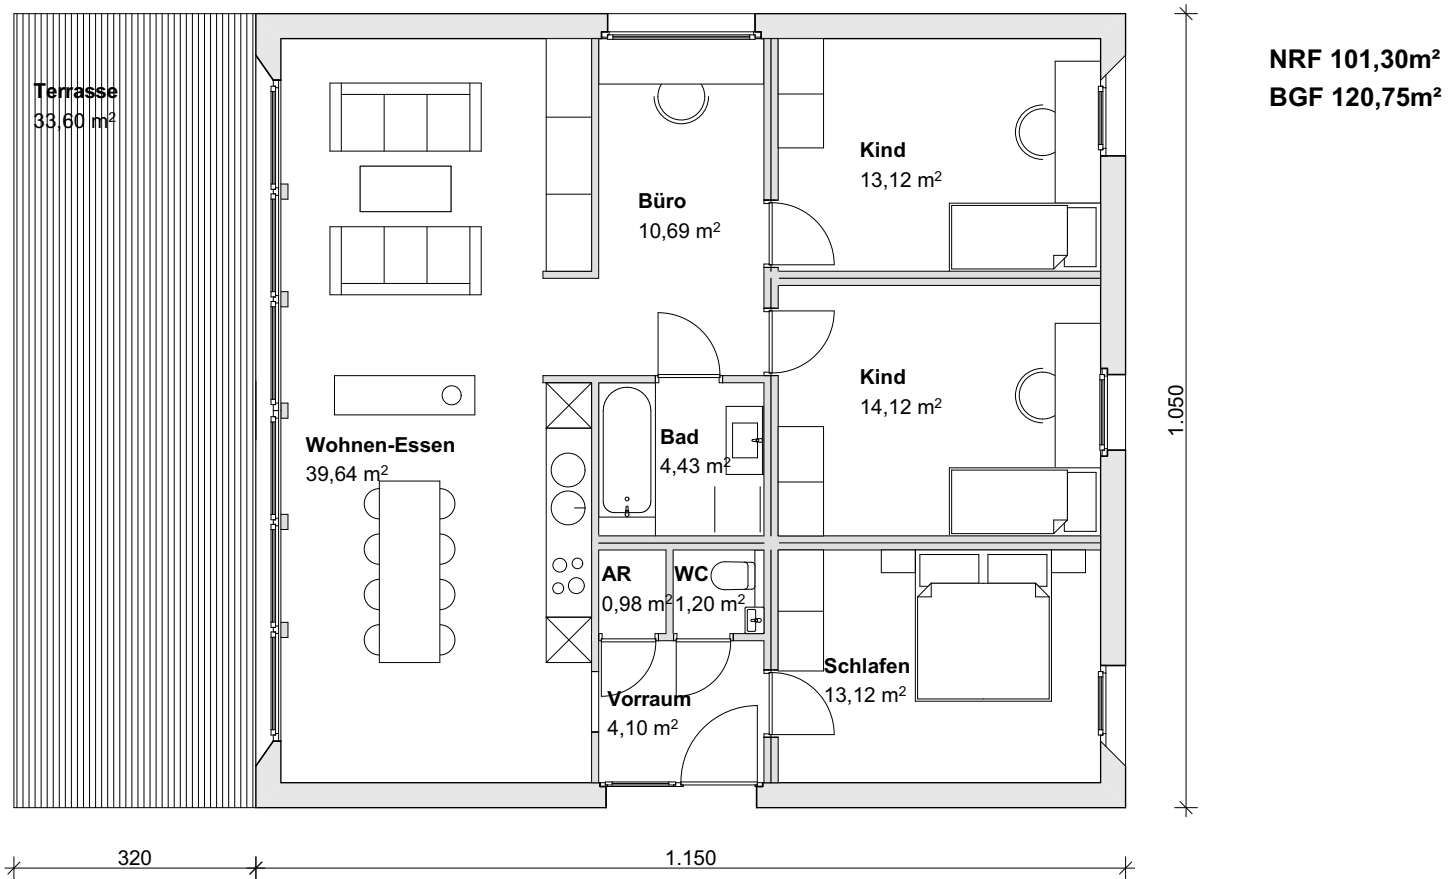 NRF 101,30m²
BGF 120,75m²
Terrasse
33,60 m²
Kind
13,12 m²
Büro
10,69 m²
Kind
14,12 m²
Wohnen-Essen
39,64 m²
Bad
4,43 m²
AR
0,98 m²
WC
1,20 m²
Schlafen
13,12 m²
Vorraum
4,10 m²
1.050
320
1.150